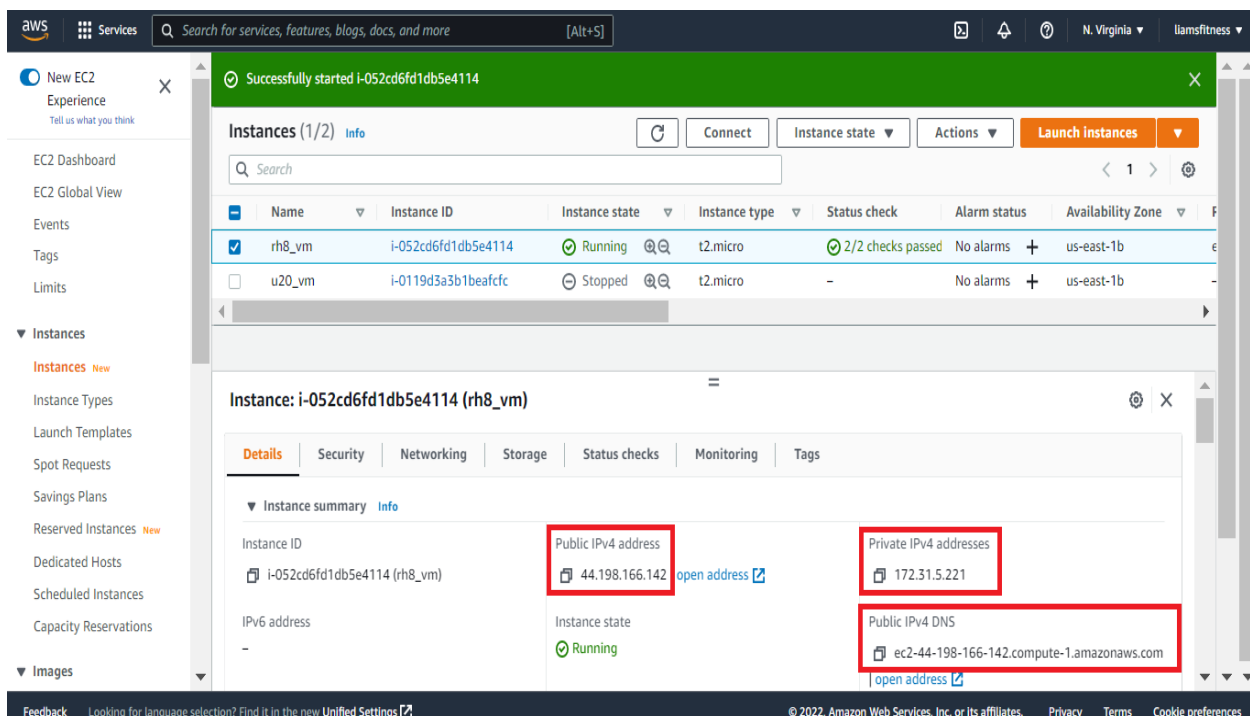 aws Services Search for services, features, blogs, docs, and more [Alt+S] N. Virginia ▼ liamsfitness ▼
New EC2
Experience
Tell us what you think
EC2 Dashboard
EC2 Global View
Events
Tags
Limits
▼ Instances
Instances New
Instance Types
Launch Templates
Spot Requests
Savings Plans
Reserved Instances New
Dedicated Hosts
Scheduled Instances
Capacity Reservations
▼ Images
Successfully started i-052cd6fd1db5e4114
Instances (1/2) Info Connect Instance state ▼ Actions ▼ Launch instances ▼
Search < 1 >
Name Instance ID Instance state Instance type Status check Alarm status Availability Zone
rh8_vm i-052cd6fd1db5e4114 Running t2.micro 2/2 checks passed No alarms + us-east-1b
u20_vm i-0119d3a3b1beafcfc Stopped t2.micro – No alarms + us-east-1b –
Instance: i-052cd6fd1db5e4114 (rh8_vm)
Details Security Networking Storage Status checks Monitoring Tags
▼ Instance summary Info
Instance ID Public IPv4 address Private IPv4 addresses
i-052cd6fd1db5e4114 (rh8_vm) 44.198.166.142 open address 172.31.5.221
IPv6 address Instance state Public IPv4 DNS
– Running ec2-44-198-166-142.compute-1.amazonaws.com
| open address
Feedback Looking for language selection? Find it in the new Unified Settings © 2022, Amazon Web Services, Inc. or its affiliates. Privacy Terms Cookie preferences